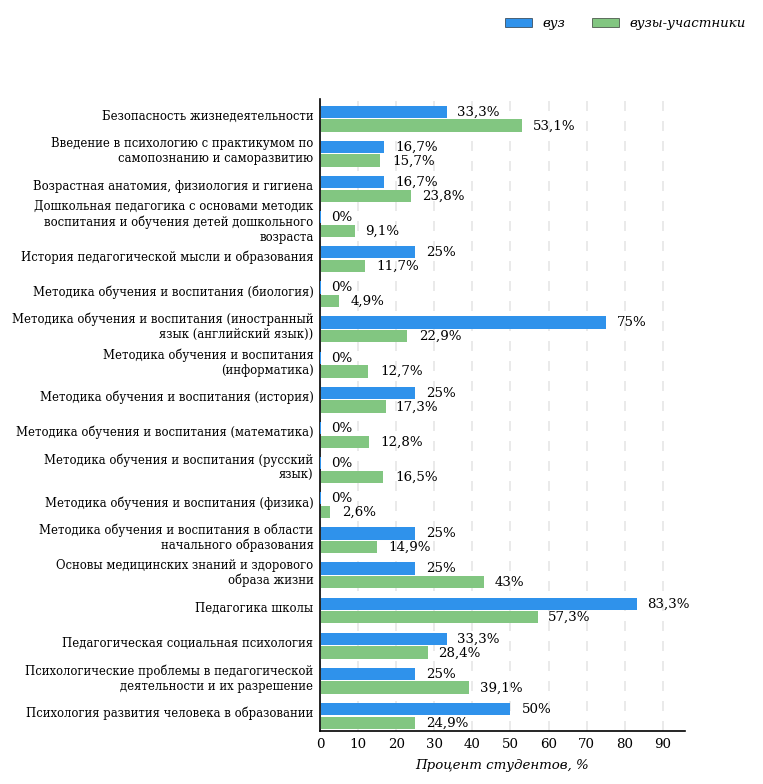 вуз вузы-участники
Безопасность жизнедеятельности
33,3%
53,1%
Введение в психологию с практикумом по
самопознанию и саморазвитию
16,7%
15,7%
Возрастная анатомия, физиология и гигиена
16,7%
23,8%
Дошкольная педагогика с основами методик
воспитания и обучения детей дошкольного
возраста
0%
9,1%
История педагогической мысли и образования
25%
11,7%
Методика обучения и воспитания (биология)
0%
4,9%
Методика обучения и воспитания (иностранный
язык (английский язык))
75%
22,9%
Методика обучения и воспитания
(информатика)
0%
12,7%
Методика обучения и воспитания (история)
25%
17,3%
Методика обучения и воспитания (математика)
0%
12,8%
Методика обучения и воспитания (русский
язык)
0%
16,5%
Методика обучения и воспитания (физика)
0%
2,6%
Методика обучения и воспитания в области
начального образования
25%
14,9%
Основы медицинских знаний и здорового
образа жизни
25%
43%
Педагогика школы
83,3%
57,3%
Педагогическая социальная психология
33,3%
28,4%
Психологические проблемы в педагогической
деятельности и их разрешение
25%
39,1%
Психология развития человека в образовании
50%
24,9%
0 10 20 30 40 50 60 70 80 90
Процент студентов, %